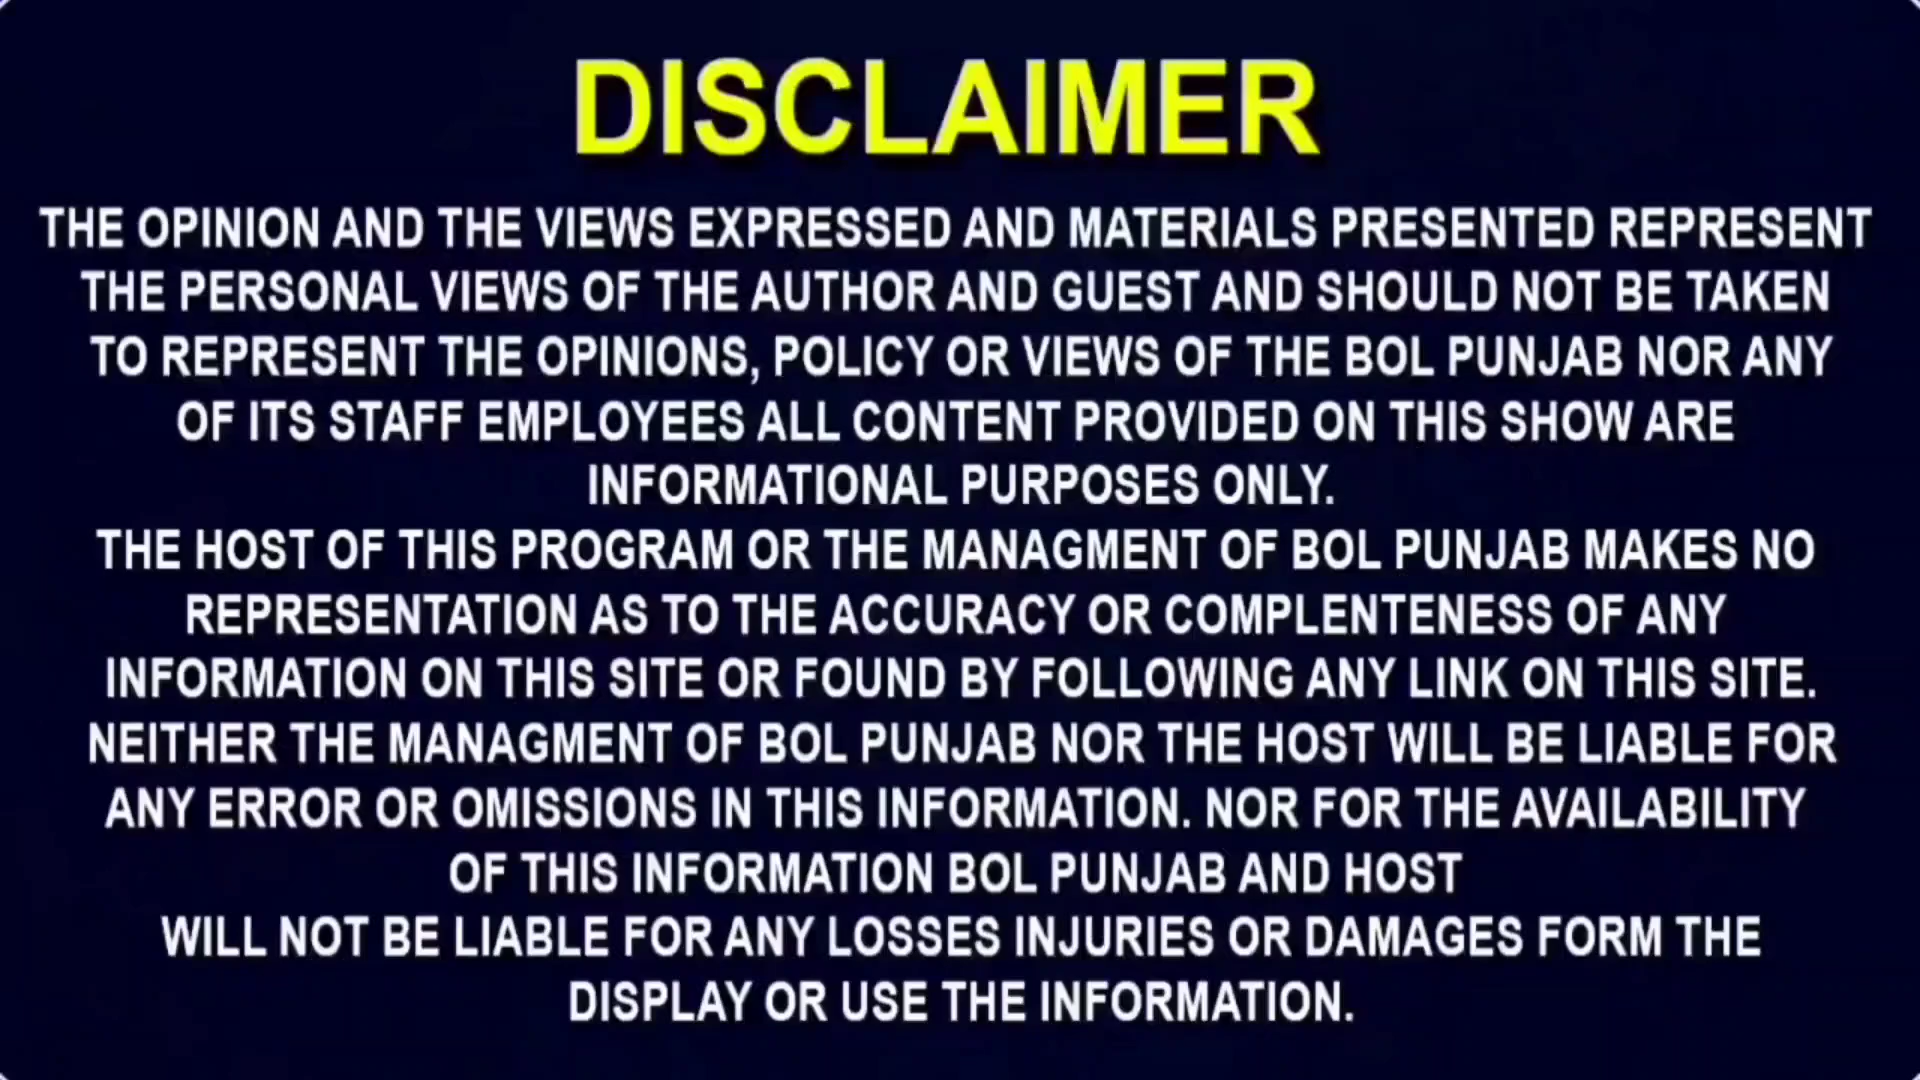 DISCLAIMER
THE OPINION AND THE VIEWS EXPRESSED AND MATERIALS PRESENTED REPRESENT
THE PERSONAL VIEWS OF THE AUTHOR AND GUEST AND SHOULD NOT BE TAKEN
TO REPRESENT THE OPINIONS, POLICY OR VIEWS OF THE BOL PUNJAB NOR ANY
OF ITS STAFF EMPLOYEES ALL CONTENT PROVIDED ON THIS SHOW ARE
INFORMATIONAL PURPOSES ONLY.
THE HOST OF THIS PROGRAM OR THE MANAGMENT OF BOL PUNJAB MAKES NO
REPRESENTATION AS TO THE ACCURACY OR COMPLENTENESS OF ANY
INFORMATION ON THIS SITE OR FOUND BY FOLLOWING ANY LINK ON THIS SITE.
NEITHER THE MANAGMENT OF BOL PUNJAB NOR THE HOST WILL BE LIABLE FOR
ANY ERROR OR OMISSIONS IN THIS INFORMATION. NOR FOR THE AVAILABILITY
OF THIS INFORMATION BOL PUNJAB AND HOST
WILL NOT BE LIABLE FOR ANY LOSSES INJURIES OR DAMAGES FORM THE
DISPLAY OR USE THE INFORMATION.